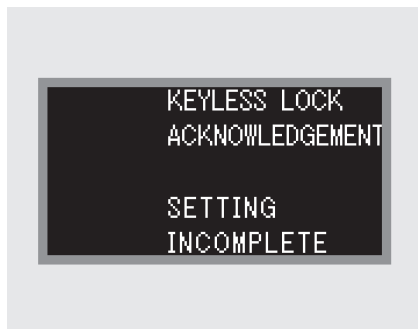 KEYLESS LOCK
ACKNOWLEDGEMENT
SETTING
INCOMPLETE